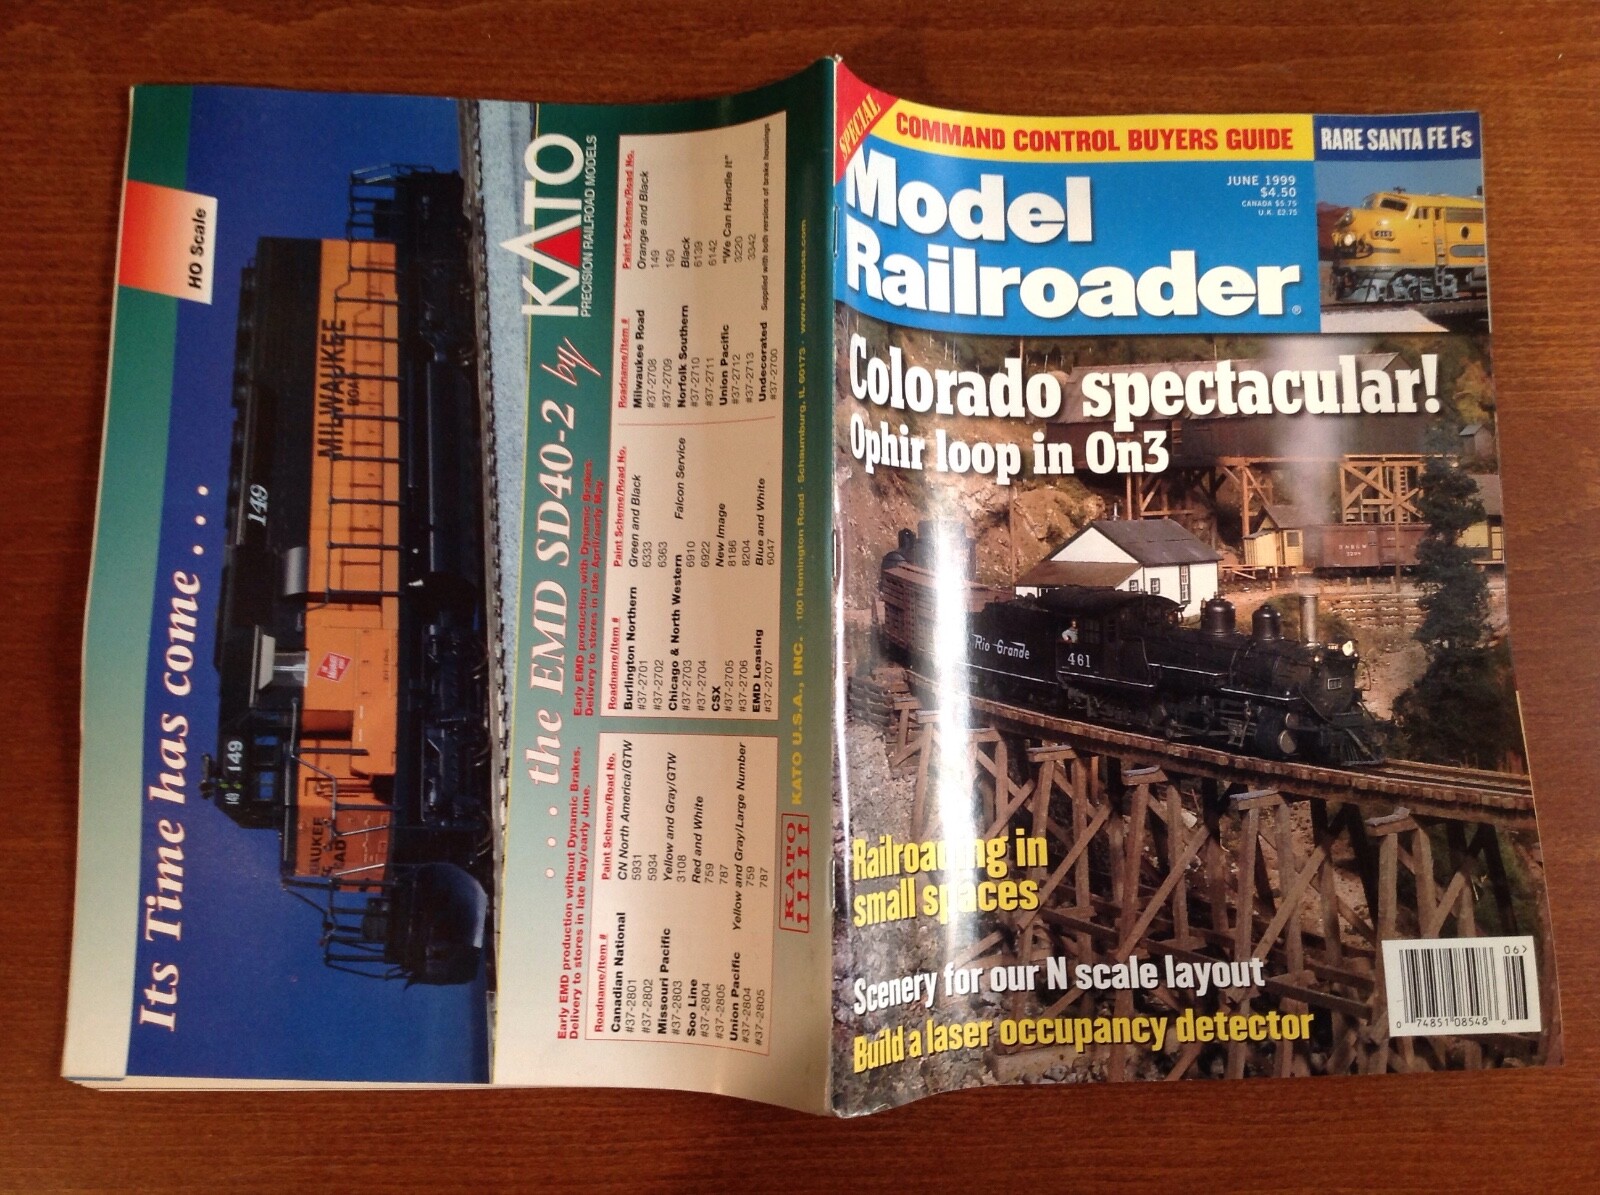 SPECIAL
COMMAND CONTROL BUYERS GUIDE
RARE SANTA FE Fs
Model
Railroader®
JUNE 1999
$4.50
CANADA $5.75
U.K. £2.75
Colorado spectacular!
Ophir loop in On3
Rio Grande
461
Railroading in
small spaces
Scenery for our N scale layout
Build a laser occupancy detector
06>
0 74851 08548 6
Its Time has come . . .
HO Scale
149
MILWAUKEE
ROAD
149
. . . the EMD SD40-2 by
KATO
PRECISION RAILROAD MODELS
Early EMD production without Dynamic Brakes.
Delivery to stores in late May/early June.
Roadname/Item # Paint Scheme/Road No.
Canadian National CN North America/GTW
#37-2801 5931
#37-2802 5934
Missouri Pacific Yellow and Gray/GTW
#37-2803 3108
Soo Line Red and White
#37-2804 759
#37-2805 787
Union Pacific Yellow and Gray/Large Number
#37-2804 759
#37-2805 787
Early EMD production with Dynamic Brakes.
Delivery to stores in late April/early May.
Roadname/Item # Paint Scheme/Road No.
Burlington Northern Green and Black
#37-2701 6333
#37-2702 6363
Chicago & North Western Falcon Service
#37-2703 6910
#37-2704 6922
CSX New Image
#37-2705 8186
#37-2706 8204
EMD Leasing Blue and White
#37-2707 6047
Roadname/Item # Paint Scheme/Road No.
Milwaukee Road Orange and Black
#37-2708 149
#37-2709 160
Norfolk Southern Black
#37-2710 6139
#37-2711 6142
Union Pacific "We Can Handle It"
#37-2712 3220
#37-2713 3342
Undecorated Supplied with both versions of brake housings
#37-2700
KATO
KATO U.S.A., INC. · 100 Remington Road · Schaumburg, IL 60173 · www.katousa.com